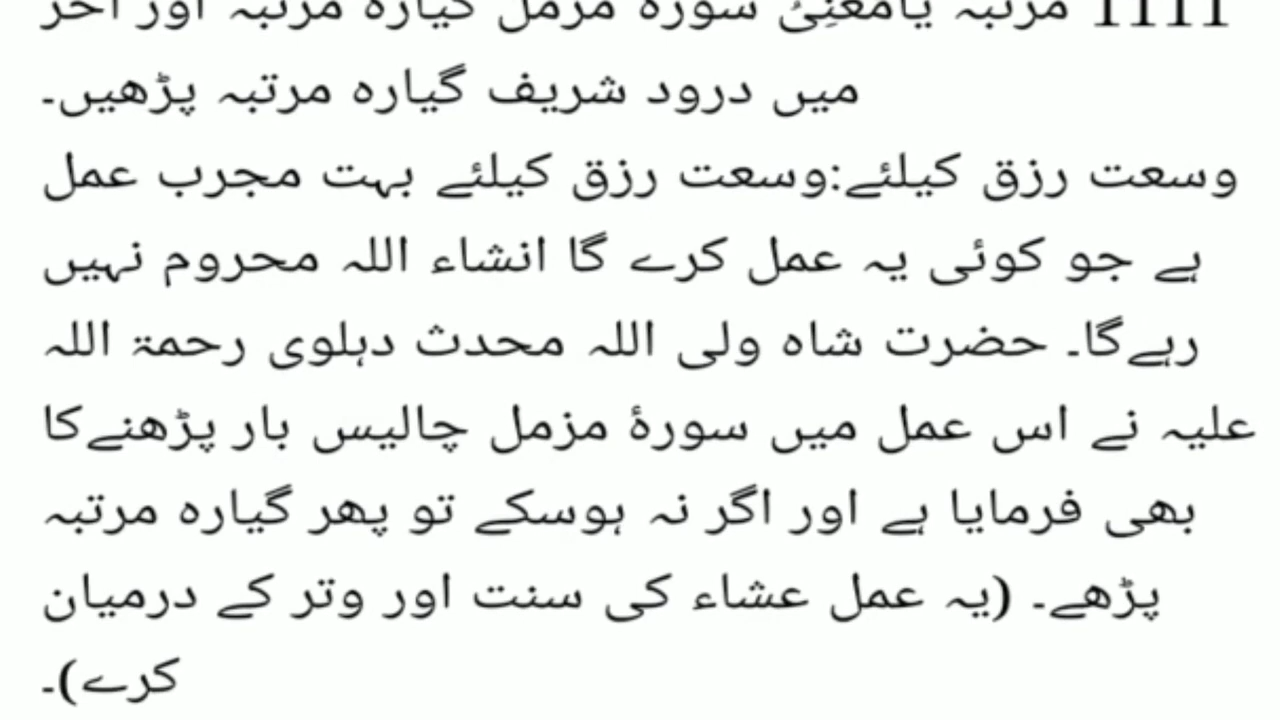 1111 مرتبہ یامغنِیُ سورہ مزمل گیارہ مرتبہ اور آخر
میں درود شریف گیارہ مرتبہ پڑھیں۔
وسعت رزق کیلئے:وسعت رزق کیلئے بہت مجرب عمل
ہے جو کوئی یہ عمل کرے گا انشاء اللہ محروم نہیں
رہےگا۔ حضرت شاہ ولی اللہ محدث دہلوی رحمۃ اللہ
علیہ نے اس عمل میں سورۂ مزمل چالیس بار پڑھنےکا
بھی فرمایا ہے اور اگر نہ ہوسکے تو پھر گیارہ مرتبہ
پڑھے۔ (یہ عمل عشاء کی سنت اور وتر کے درمیان
کرے)۔